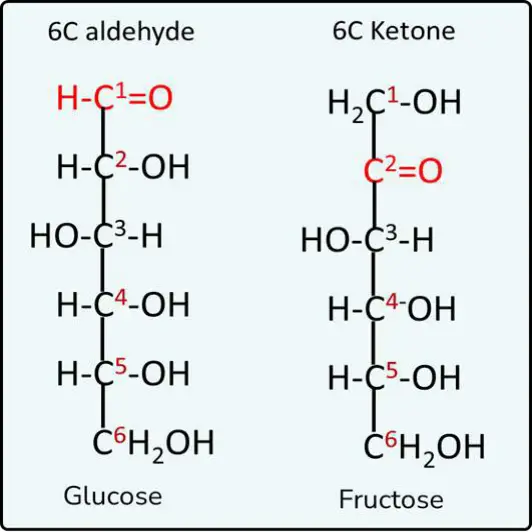 6C aldehyde
H-C¹=O
H-C²-OH
HO-C³-H
H-C⁴-OH
H-C⁵-OH
C⁶H₂OH
Glucose
6C Ketone
H₂C¹-OH
C²=O
HO-C³-H
H-C⁴⁻OH
H-C⁵-OH
C⁶H₂OH
Fructose